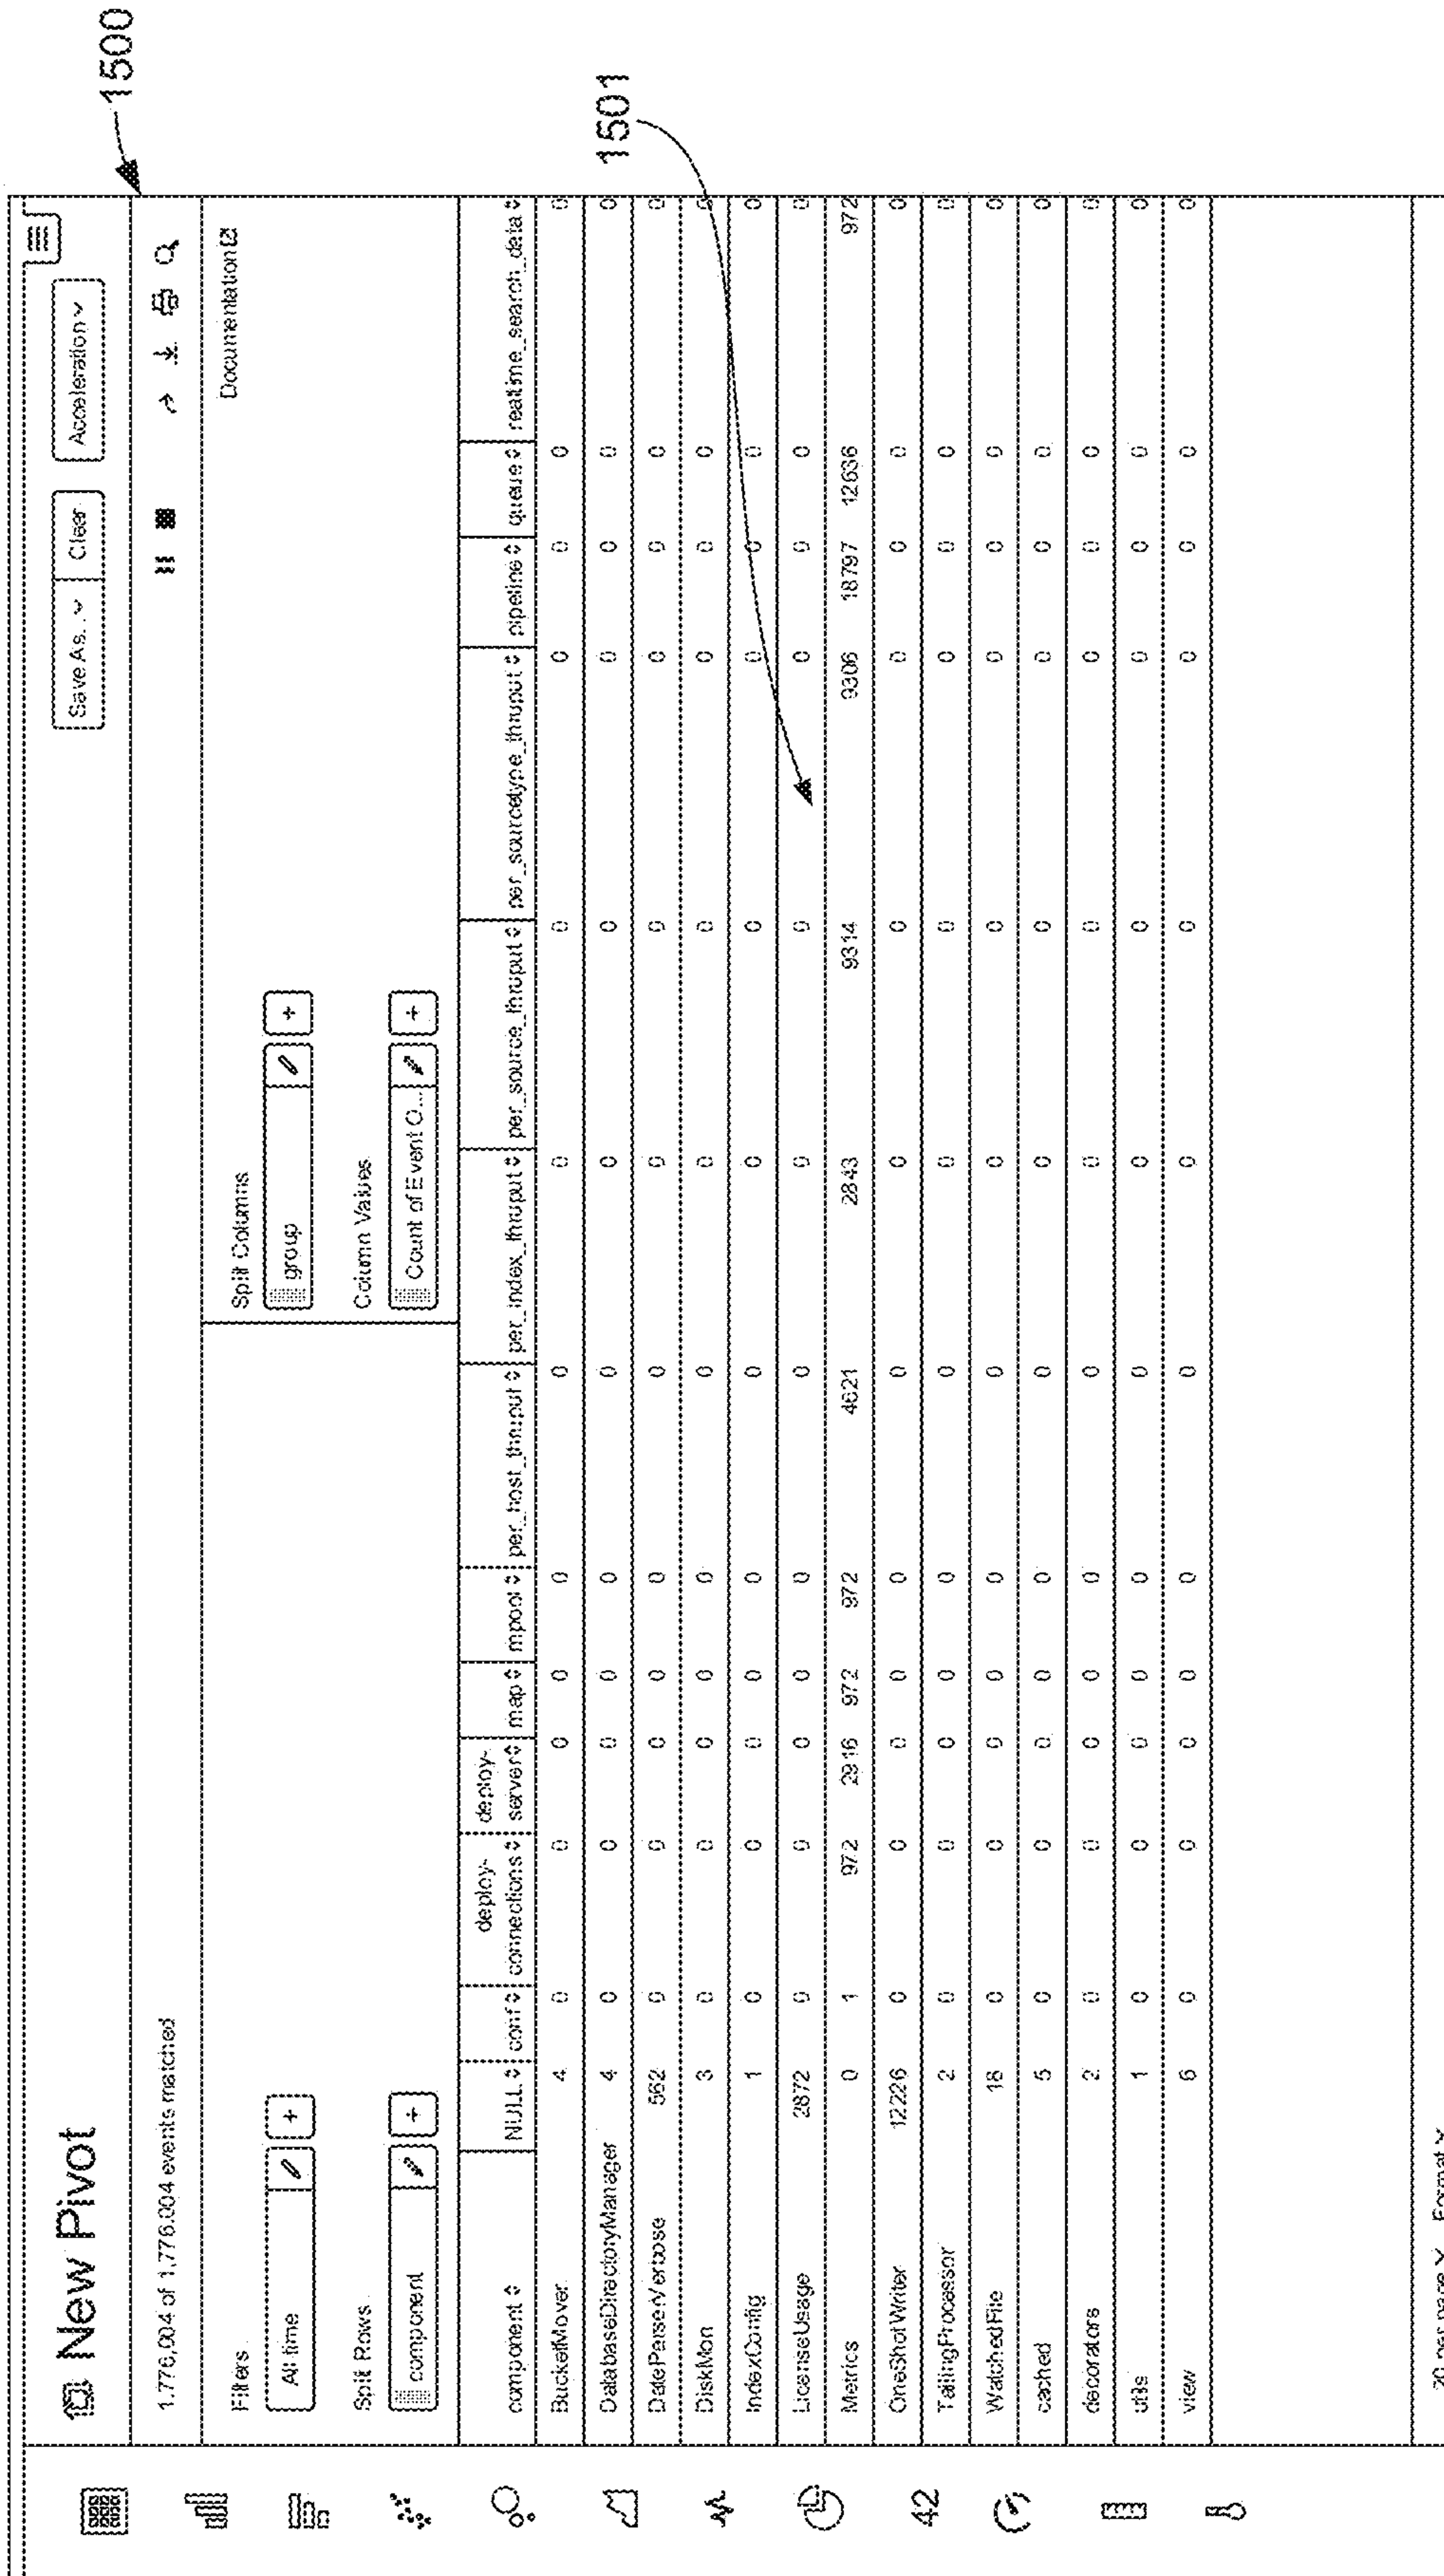 New Pivot
Save As.. Clear Acceleration
1500
1,776,004 of 1,776,004 events matched
Filters
Split Columns
Documentation
All time +
group +
Split Rows
Column Values
component +
Count of Event O... +
1501
component NULL conf deploy-connections deploy-server map mpool per_host_thruput per_index_thruput per_source_thruput per_sourcetype_thruput pipeline queue realtime_search_data
BucketMover 4 0 0 0 0 0 0 0 0 0 0 0 0
DatabaseDirectoryManager 4 0 0 0 0 0 0 0 0 0 0 0 0
DateParserVerbose 562 0 0 0 0 0 0 0 0 0 0 0 0
DiskMon 3 0 0 0 0 0 0 0 0 0 0 0 0
IndexConfig 1 0 0 0 0 0 0 0 0 0 0 0 0
LicenseUsage 2872 0 0 0 0 0 0 0 0 0 0 0 0
Metrics 0 1 972 2916 972 972 4621 2843 9314 9306 18797 12636 972
OneShotWriter 12226 0 0 0 0 0 0 0 0 0 0 0 0
TailingProcessor 2 0 0 0 0 0 0 0 0 0 0 0 0
WatchedFile 18 0 0 0 0 0 0 0 0 0 0 0 0
cached 5 0 0 0 0 0 0 0 0 0 0 0 0
decorators 2 0 0 0 0 0 0 0 0 0 0 0 0
utils 1 0 0 0 0 0 0 0 0 0 0 0 0
view 6 0 0 0 0 0 0 0 0 0 0 0 0
42
20 per page Format